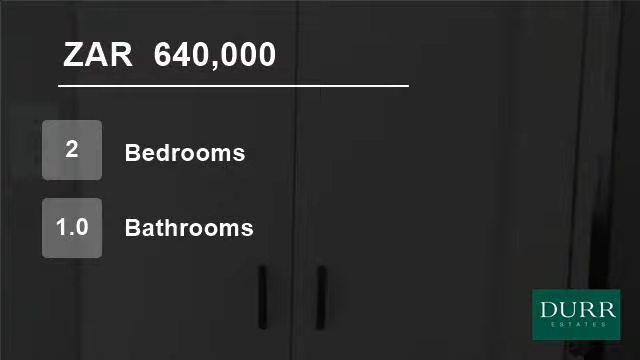 ZAR 640,000
2
Bedrooms
1.0
Bathrooms
DURR
ESTATES